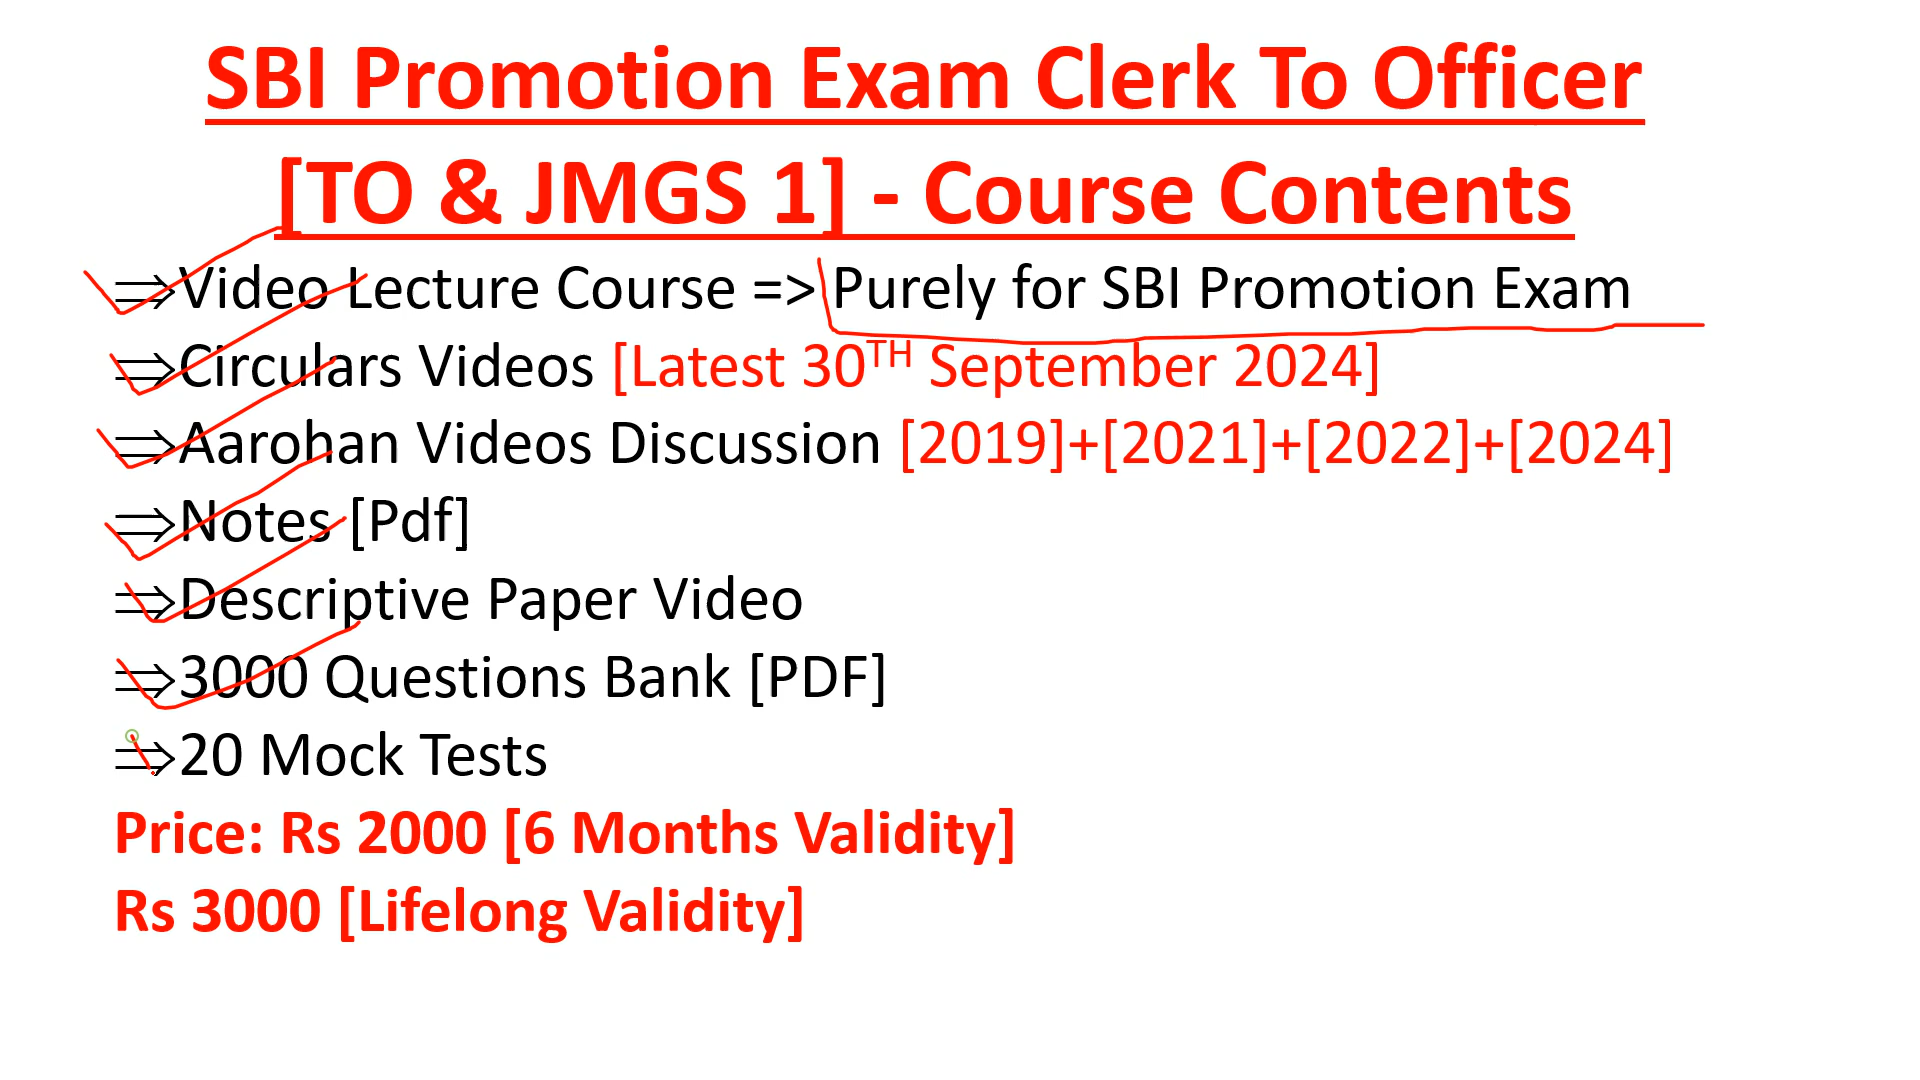 SBI Promotion Exam Clerk To Officer
[TO & JMGS 1] - Course Contents
⇒Video Lecture Course => Purely for SBI Promotion Exam
⇒Circulars Videos [Latest 30TH September 2024]
⇒Aarohan Videos Discussion [2019]+[2021]+[2022]+[2024]
⇒Notes [Pdf]
⇒Descriptive Paper Video
⇒3000 Questions Bank [PDF]
⇒20 Mock Tests
Price: Rs 2000 [6 Months Validity]
Rs 3000 [Lifelong Validity]